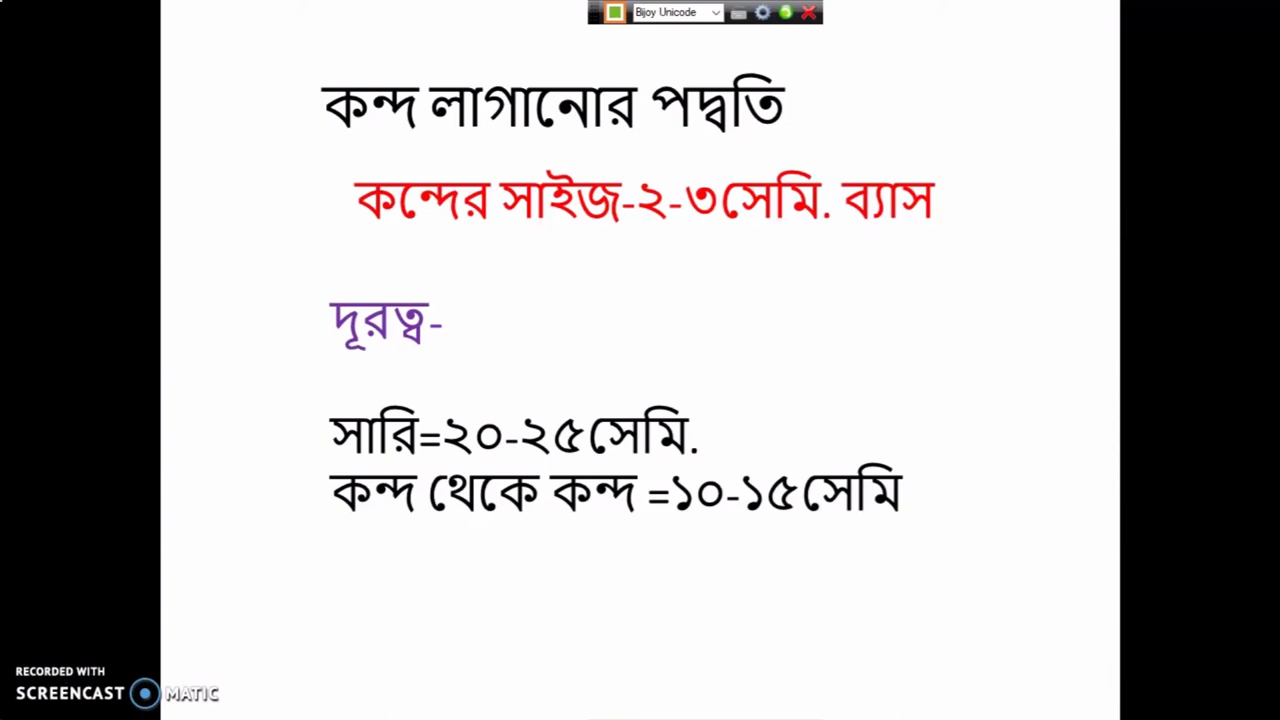 Bijoy Unicode
কন্দ লাগানোর পদ্বতি
কন্দের সাইজ-২-৩সেমি. ব্যাস
দূরত্ব-
সারি=২০-২৫সেমি.
কন্দ থেকে কন্দ =১০-১৫সেমি
RECORDED WITH
SCREENCAST MATIC